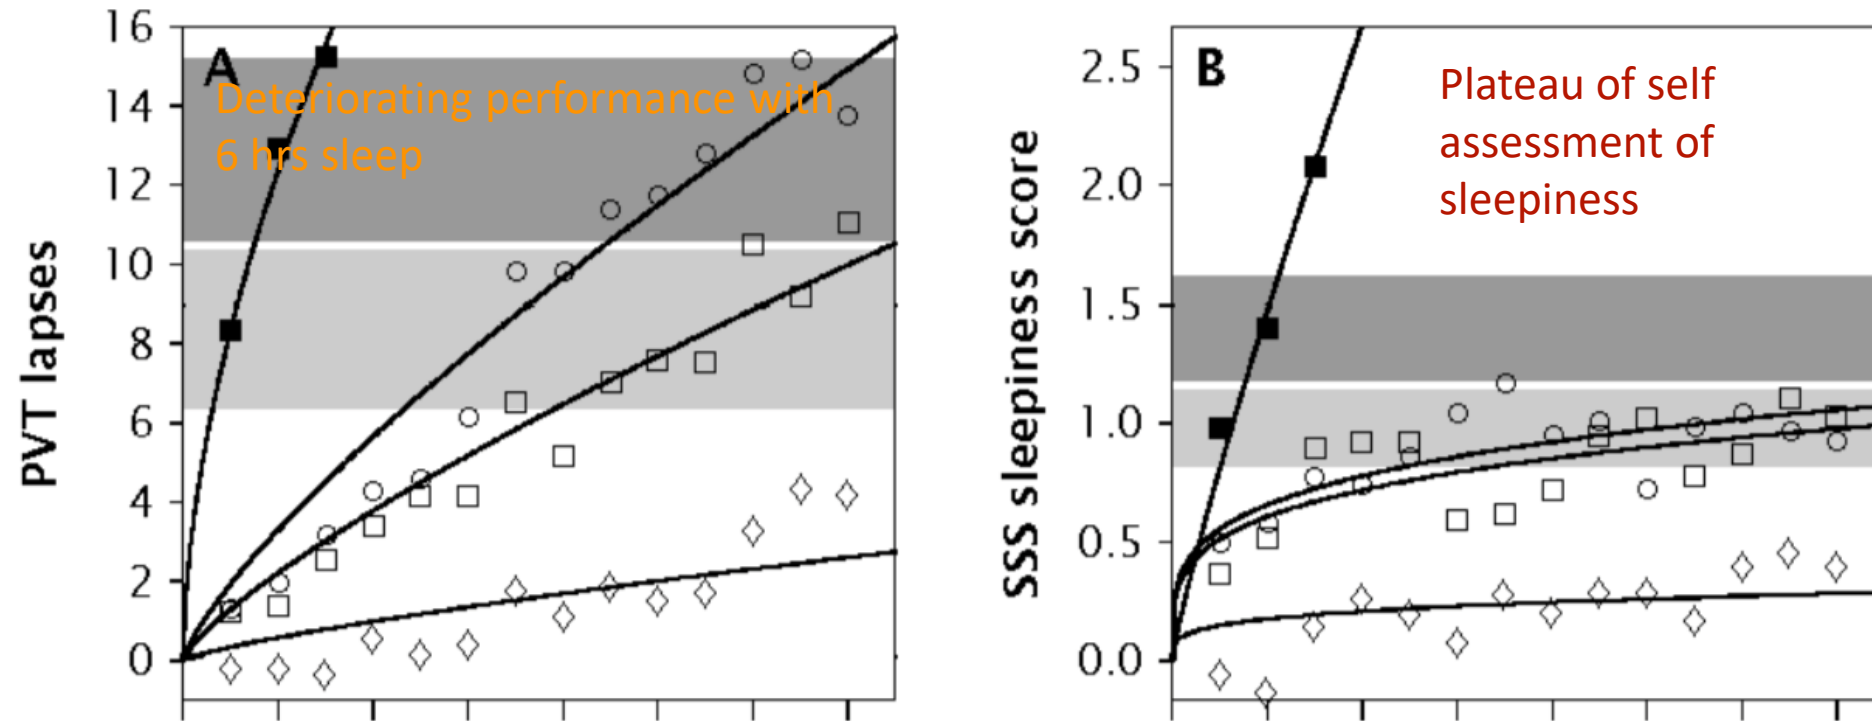 PVT lapses
16
14
12
10
8
6
4
2
0
A
Deteriorating performance with
6 hrs sleep
SSS sleepiness score
2.5
2.0
1.5
1.0
0.5
0.0
B
Plateau of self
assessment of
sleepiness